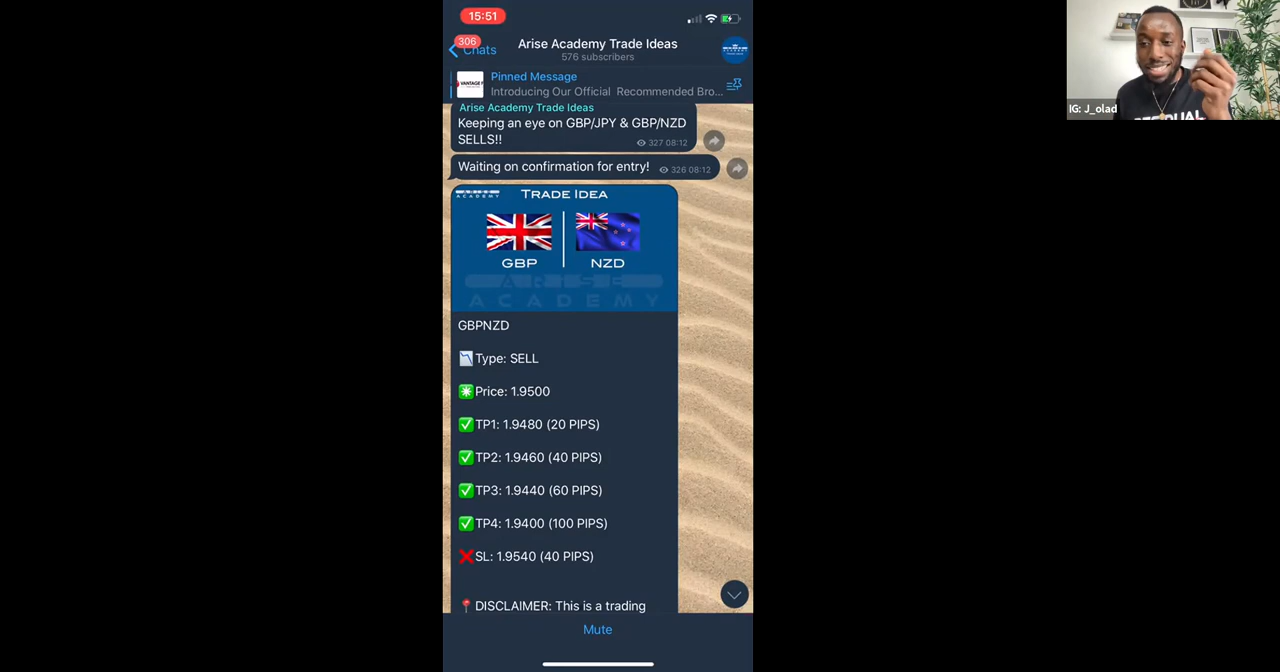 15:51
306
Chats
Arise Academy Trade Ideas
576 subscribers
Pinned Message
Introducing Our Official Recommended Bro...
Arise Academy Trade Ideas
Keeping an eye on GBP/JPY & GBP/NZD
SELLS!!
327 08:12
Waiting on confirmation for entry!
326 08:12
ARISE
ACADEMY
TRADE IDEA
GBP
NZD
ARISE
ACADEMY
GBPNZD
Type: SELL
Price: 1.9500
TP1: 1.9480 (20 PIPS)
TP2: 1.9460 (40 PIPS)
TP3: 1.9440 (60 PIPS)
TP4: 1.9400 (100 PIPS)
SL: 1.9540 (40 PIPS)
DISCLAIMER: This is a trading
Mute
IG: J_olad